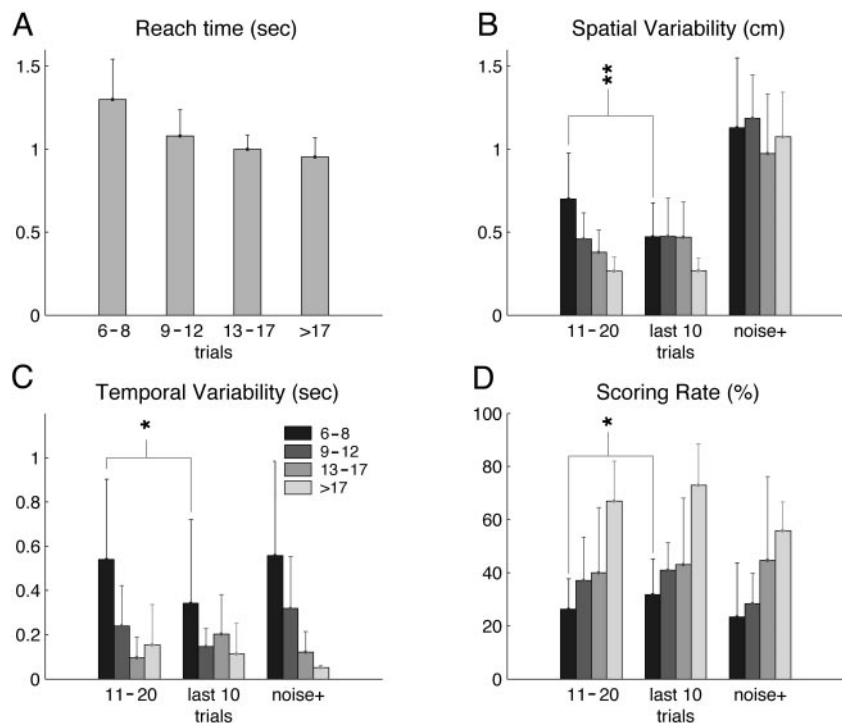 A
Reach time (sec)
1.5
1
0.5
0
6-8 9-12 13-17 >17
trials
B
Spatial Variability (cm)
**
1.5
1
0.5
0
11-20 last 10 noise+
trials
C
Temporal Variability (sec)
*
6-8
9-12
13-17
>17
1
0.8
0.6
0.4
0.2
0
11-20 last 10 noise+
trials
D
Scoring Rate (%)
*
100
80
60
40
20
0
11-20 last 10 noise+
trials